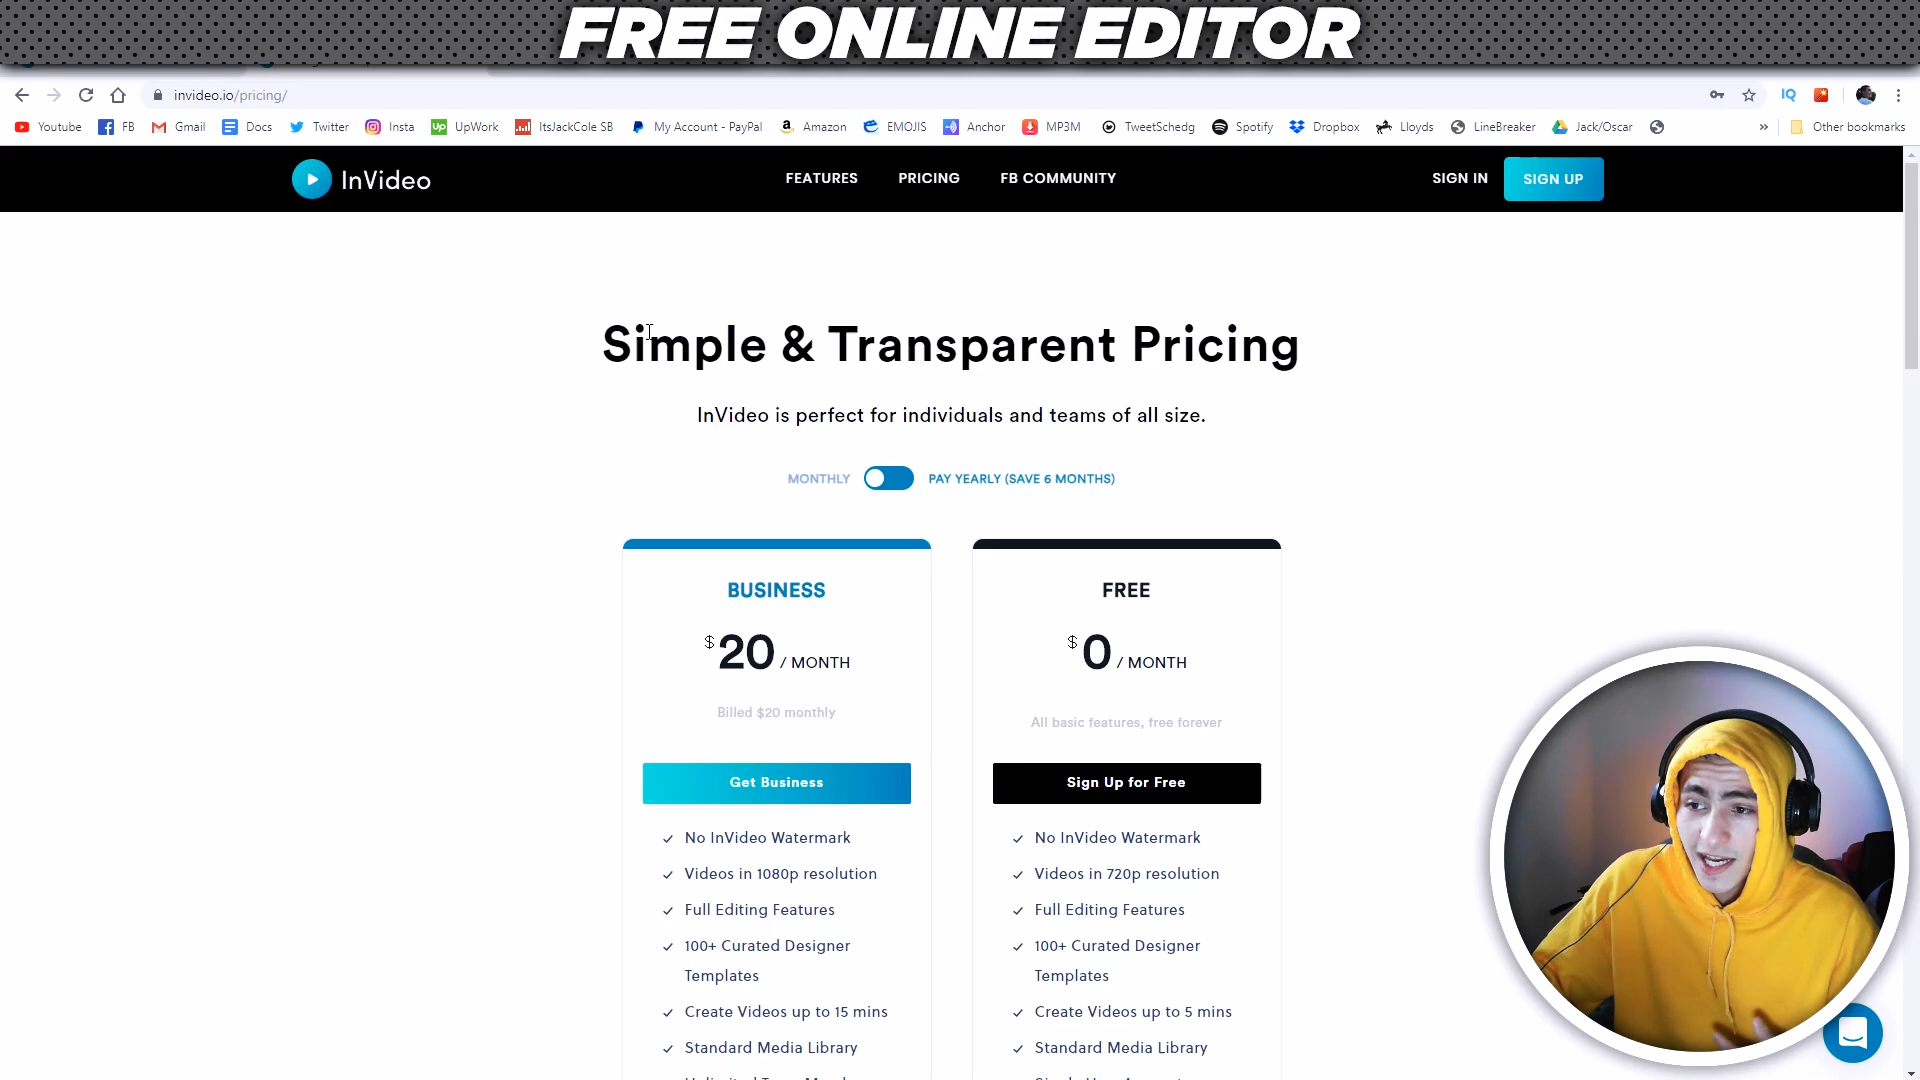 FREE ONLINE EDITOR
invideo.io/pricing/
IQ
Youtube FB Gmail Docs Twitter Insta UpWork ItsJackCole SB My Account - PayPal Amazon EMOJIS Anchor MP3M TweetSchedg Spotify Dropbox Lloyds LineBreaker Jack/Oscar » Other bookmarks
InVideo FEATURES PRICING FB COMMUNITY SIGN IN SIGN UP
Simple & Transparent Pricing
InVideo is perfect for individuals and teams of all size.
MONTHLY PAY YEARLY (SAVE 6 MONTHS)
BUSINESS
$20 / MONTH
Billed $20 monthly
Get Business
No InVideo Watermark
Videos in 1080p resolution
Full Editing Features
100+ Curated Designer
Templates
Create Videos up to 15 mins
Standard Media Library
FREE
$0 / MONTH
All basic features, free forever
Sign Up for Free
No InVideo Watermark
Videos in 720p resolution
Full Editing Features
100+ Curated Designer
Templates
Create Videos up to 5 mins
Standard Media Library